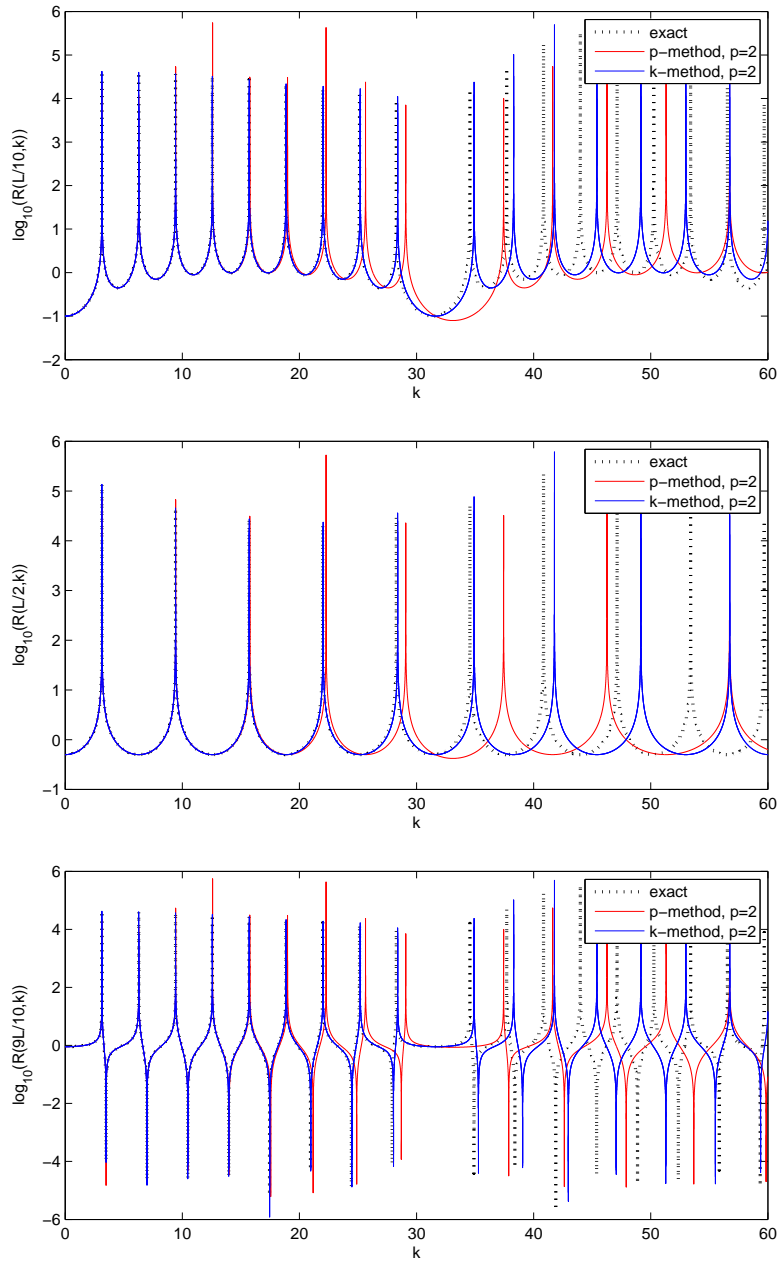 6
5
4
3
2
1
0
−1
−2
log10(R(L/10,k))
0 10 20 30 40 50 60
k
exact
p−method, p=2
k−method, p=2
6
5
4
3
2
1
0
−1
log10(R(L/2,k))
0 10 20 30 40 50 60
k
exact
p−method, p=2
k−method, p=2
6
4
2
0
−2
−4
−6
log10(R(9L/10,k))
0 10 20 30 40 50 60
k
exact
p−method, p=2
k−method, p=2